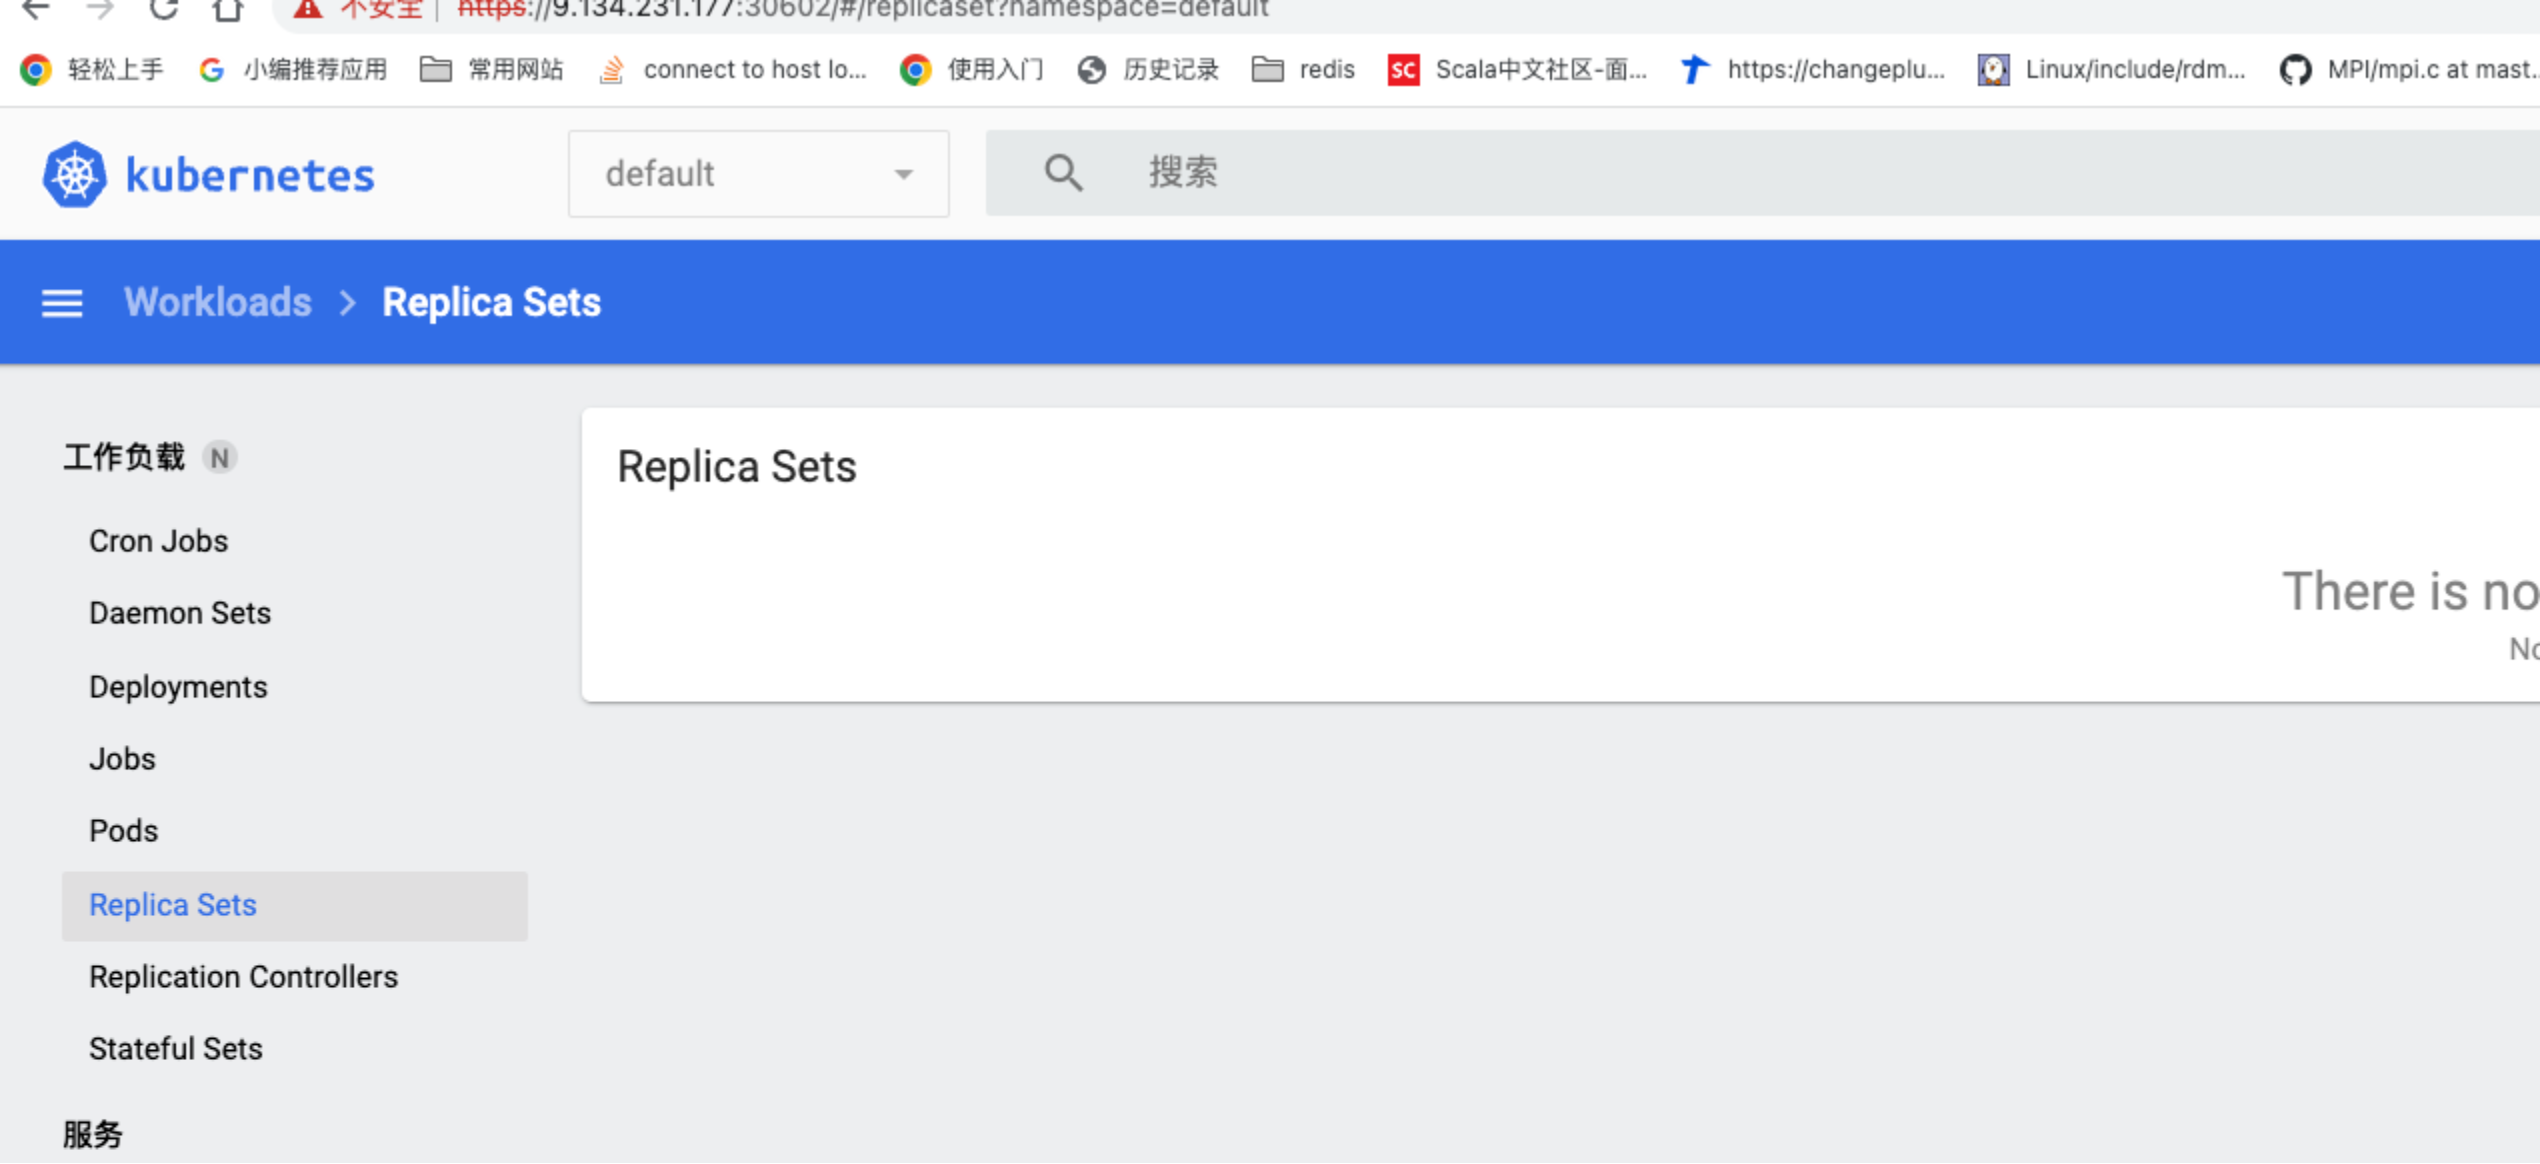 不安全 | https://9.134.231.177:30602/#/replicaset?namespace=default
轻松上手 小编推荐应用 常用网站 connect to host lo... 使用入门 历史记录 redis SC Scala中文社区-面... https://changeplu... Linux/include/rdm... MPI/mpi.c at mast...
kubernetes default 搜索
Workloads > Replica Sets
工作负载 N
Replica Sets
Cron Jobs
There is no
Daemon Sets
No
Deployments
Jobs
Pods
Replica Sets
Replication Controllers
Stateful Sets
服务